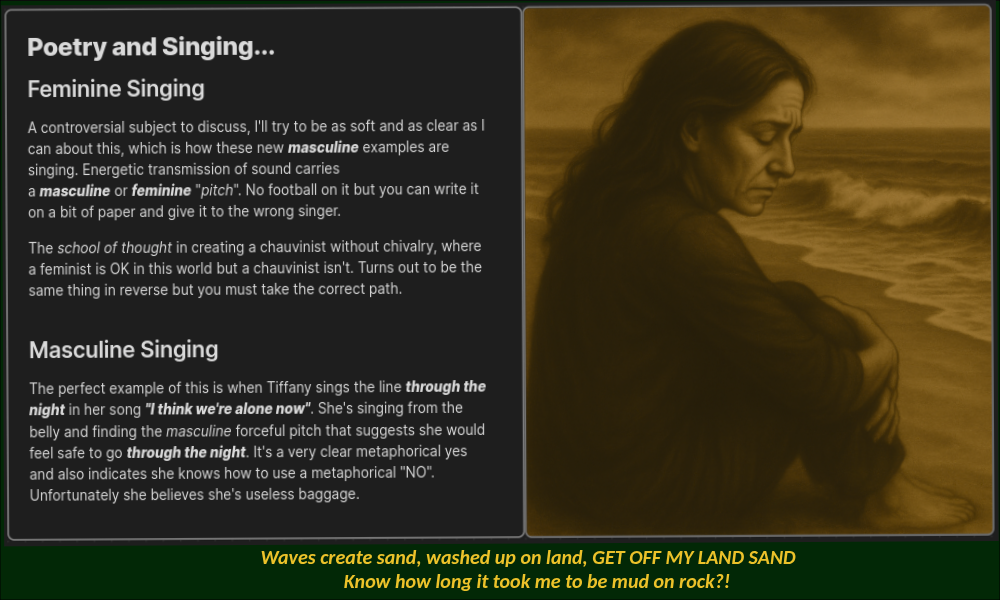 Poetry and Singing...
Feminine Singing
A controversial subject to discuss, I'll try to be as soft and as clear as I
can about this, which is how these new masculine examples are
singing. Energetic transmission of sound carries
a masculine or feminine "pitch". No football on it but you can write it
on a bit of paper and give it to the wrong singer.
The school of thought in creating a chauvinist without chivalry, where
a feminist is OK in this world but a chauvinist isn't. Turns out to be the
same thing in reverse but you must take the correct path.
Masculine Singing
The perfect example of this is when Tiffany sings the line through the
night in her song "I think we're alone now". She's singing from the
belly and finding the masculine forceful pitch that suggests she would
feel safe to go through the night. It's a very clear metaphorical yes
and also indicates she knows how to use a metaphorical "NO".
Unfortunately she believes she's useless baggage.
Waves create sand, washed up on land, GET OFF MY LAND SAND
Know how long it took me to be mud on rock?!